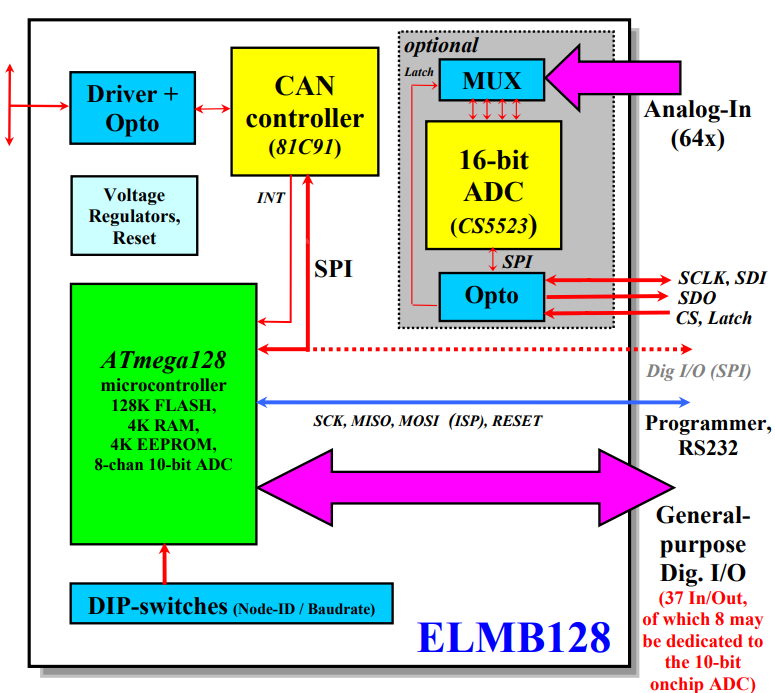 optional
Latch
MUX
Analog-In
(64x)
Driver +
Opto
CAN
controller
(81C91)
16-bit
ADC
(CS5523)
Voltage
Regulators,
Reset
INT
SPI
SPI
Opto
SCLK, SDI
SDO
CS, Latch
ATmega128
microcontroller
128K FLASH,
4K RAM,
4K EEPROM,
8-chan 10-bit ADC
Dig I/O (SPI)
SCK, MISO, MOSI (ISP), RESET
Programmer,
RS232
General-
purpose
Dig. I/O
(37 In/Out,
of which 8 may
be dedicated to
the 10-bit
onchip ADC)
DIP-switches (Node-ID / Baudrate)
ELMB128